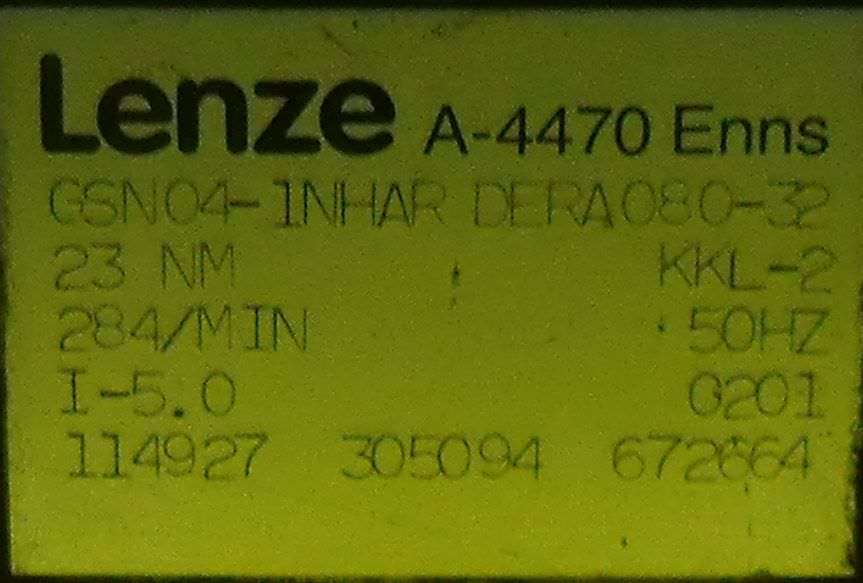 Lenze A-4470 Enns
GSN04-1NHAR DERA080-32
23 NM KKL-2
284/MIN 50HZ
I-5.0 G201
114927 305094 672664